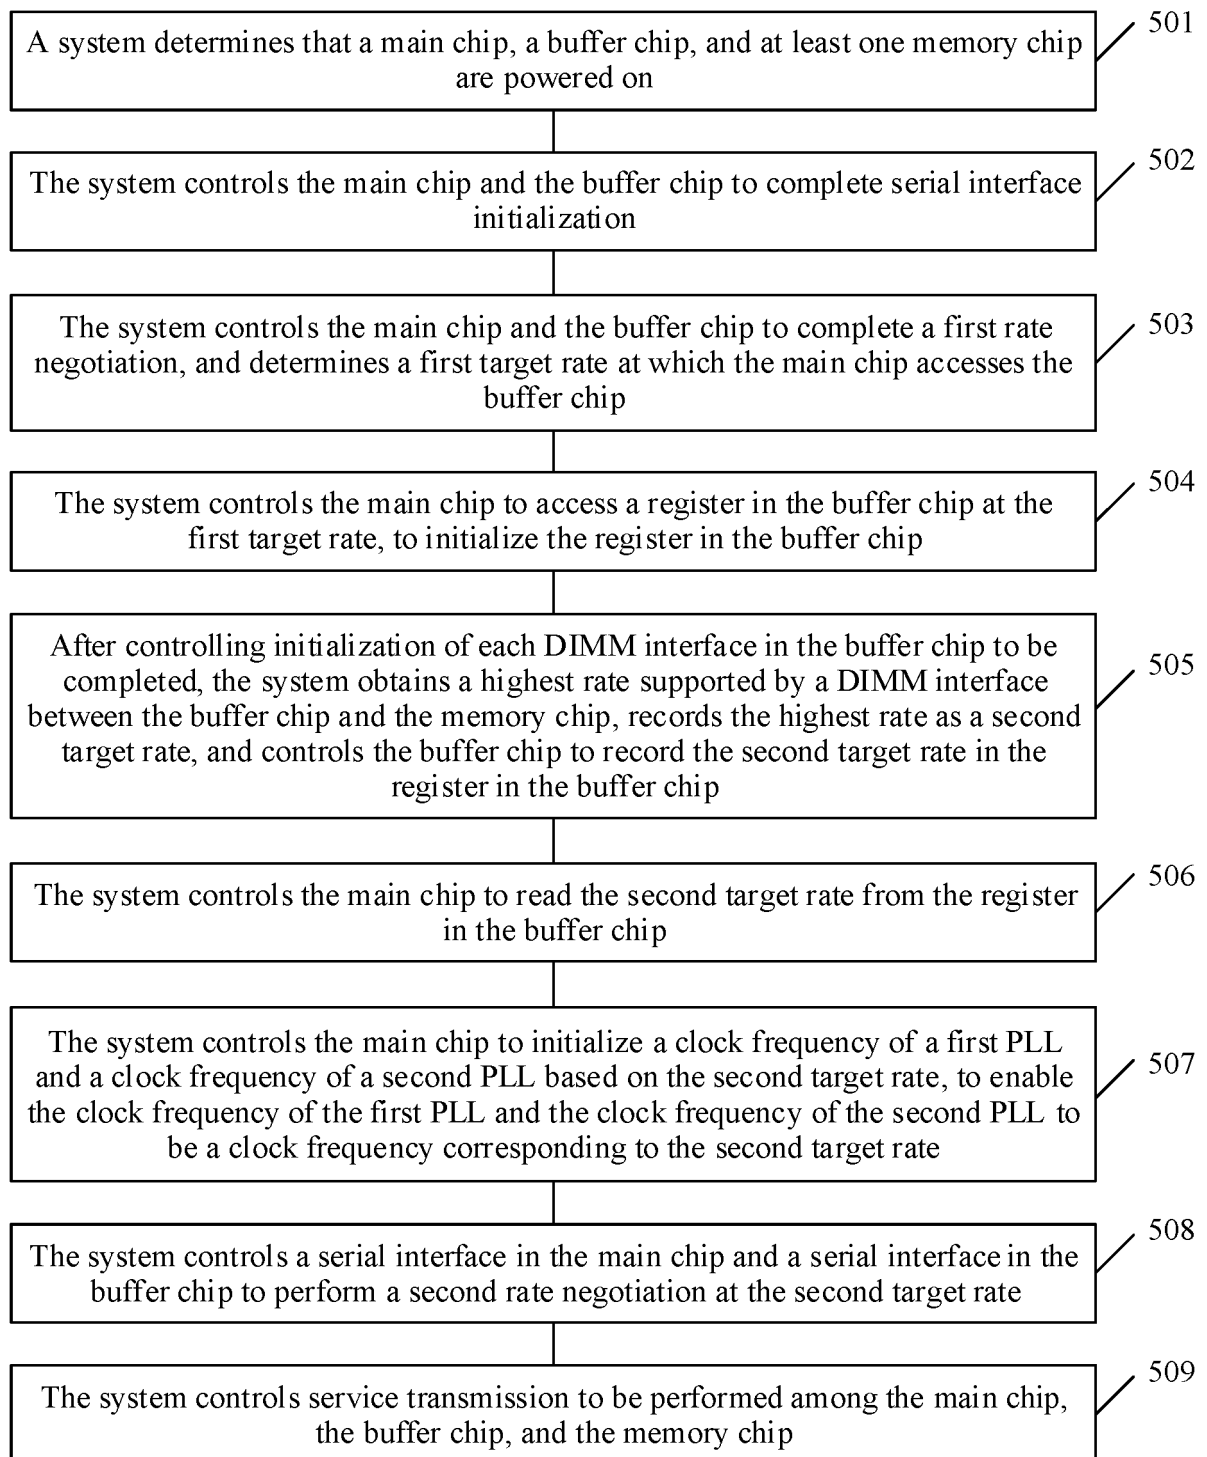 A system determines that a main chip, a buffer chip, and at least one memory chip
are powered on
501
The system controls the main chip and the buffer chip to complete serial interface
initialization
502
The system controls the main chip and the buffer chip to complete a first rate
negotiation, and determines a first target rate at which the main chip accesses the
buffer chip
503
The system controls the main chip to access a register in the buffer chip at the
first target rate, to initialize the register in the buffer chip
504
After controlling initialization of each DIMM interface in the buffer chip to be
completed, the system obtains a highest rate supported by a DIMM interface
between the buffer chip and the memory chip, records the highest rate as a second
target rate, and controls the buffer chip to record the second target rate in the
register in the buffer chip
505
The system controls the main chip to read the second target rate from the register
in the buffer chip
506
The system controls the main chip to initialize a clock frequency of a first PLL
and a clock frequency of a second PLL based on the second target rate, to enable
the clock frequency of the first PLL and the clock frequency of the second PLL to
be a clock frequency corresponding to the second target rate
507
The system controls a serial interface in the main chip and a serial interface in the
buffer chip to perform a second rate negotiation at the second target rate
508
The system controls service transmission to be performed among the main chip,
the buffer chip, and the memory chip
509